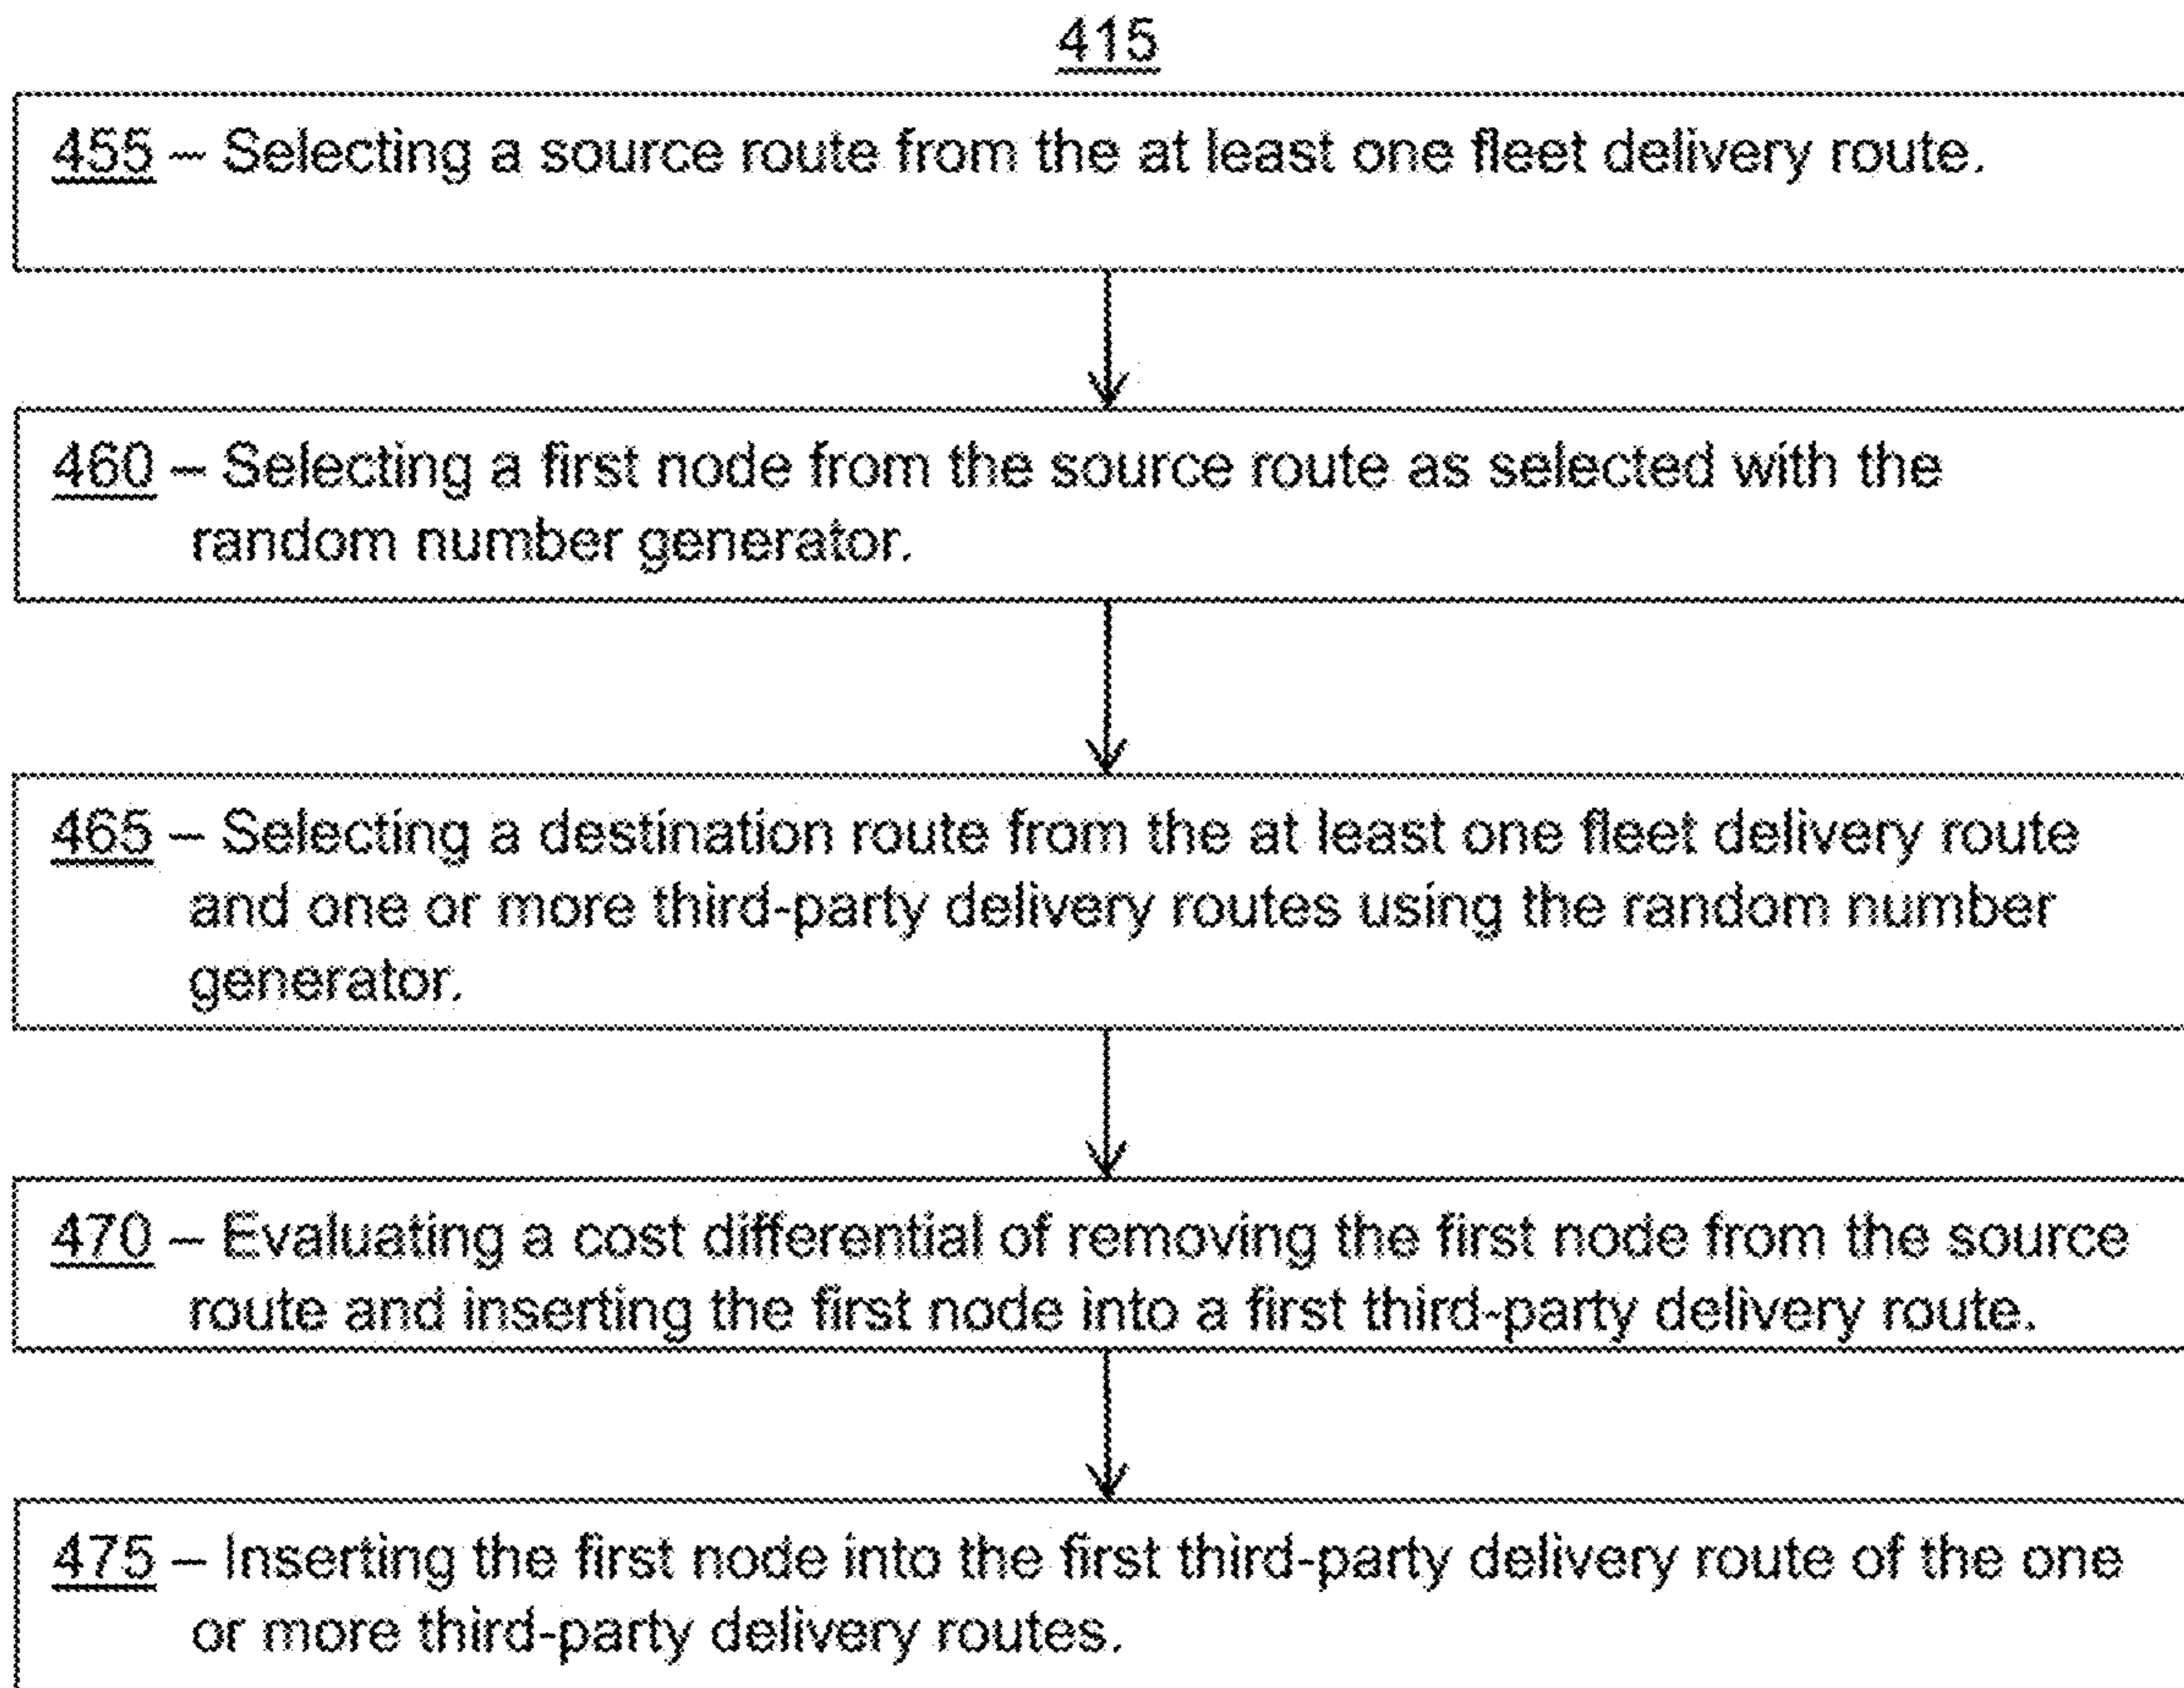 415
455 – Selecting a source route from the at least one fleet delivery route.
460 – Selecting a first node from the source route as selected with the
random number generator.
465 – Selecting a destination route from the at least one fleet delivery route
and one or more third-party delivery routes using the random number
generator.
470 – Evaluating a cost differential of removing the first node from the source
route and inserting the first node into a first third-party delivery route.
475 – Inserting the first node into the first third-party delivery route of the one
or more third-party delivery routes.